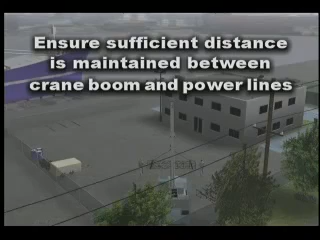 Ensure sufficient distance
is maintained between
crane boom and power lines